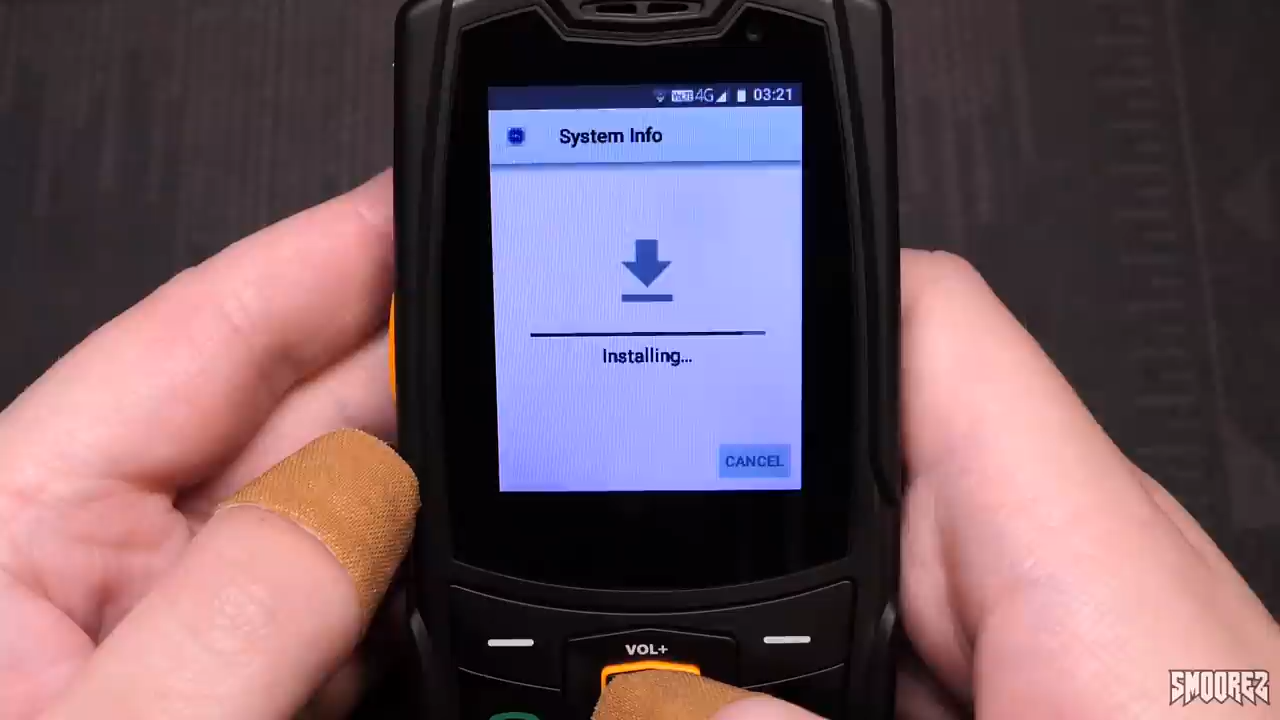 VoLTE 4G 03:21
System Info
Installing...
CANCEL
VOL+
SMOOREZ